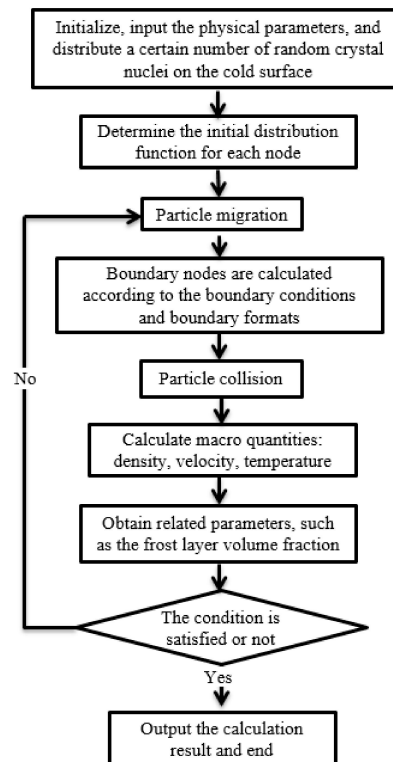 Initialize, input the physical parameters, and
distribute a certain number of random crystal
nuclei on the cold surface
Determine the initial distribution
function for each node
Particle migration
Boundary nodes are calculated
according to the boundary conditions
and boundary formats
No
Particle collision
Calculate macro quantities:
density, velocity, temperature
Obtain related parameters, such
as the frost layer volume fraction
The condition is
satisfied or not
Yes
Output the calculation
result and end